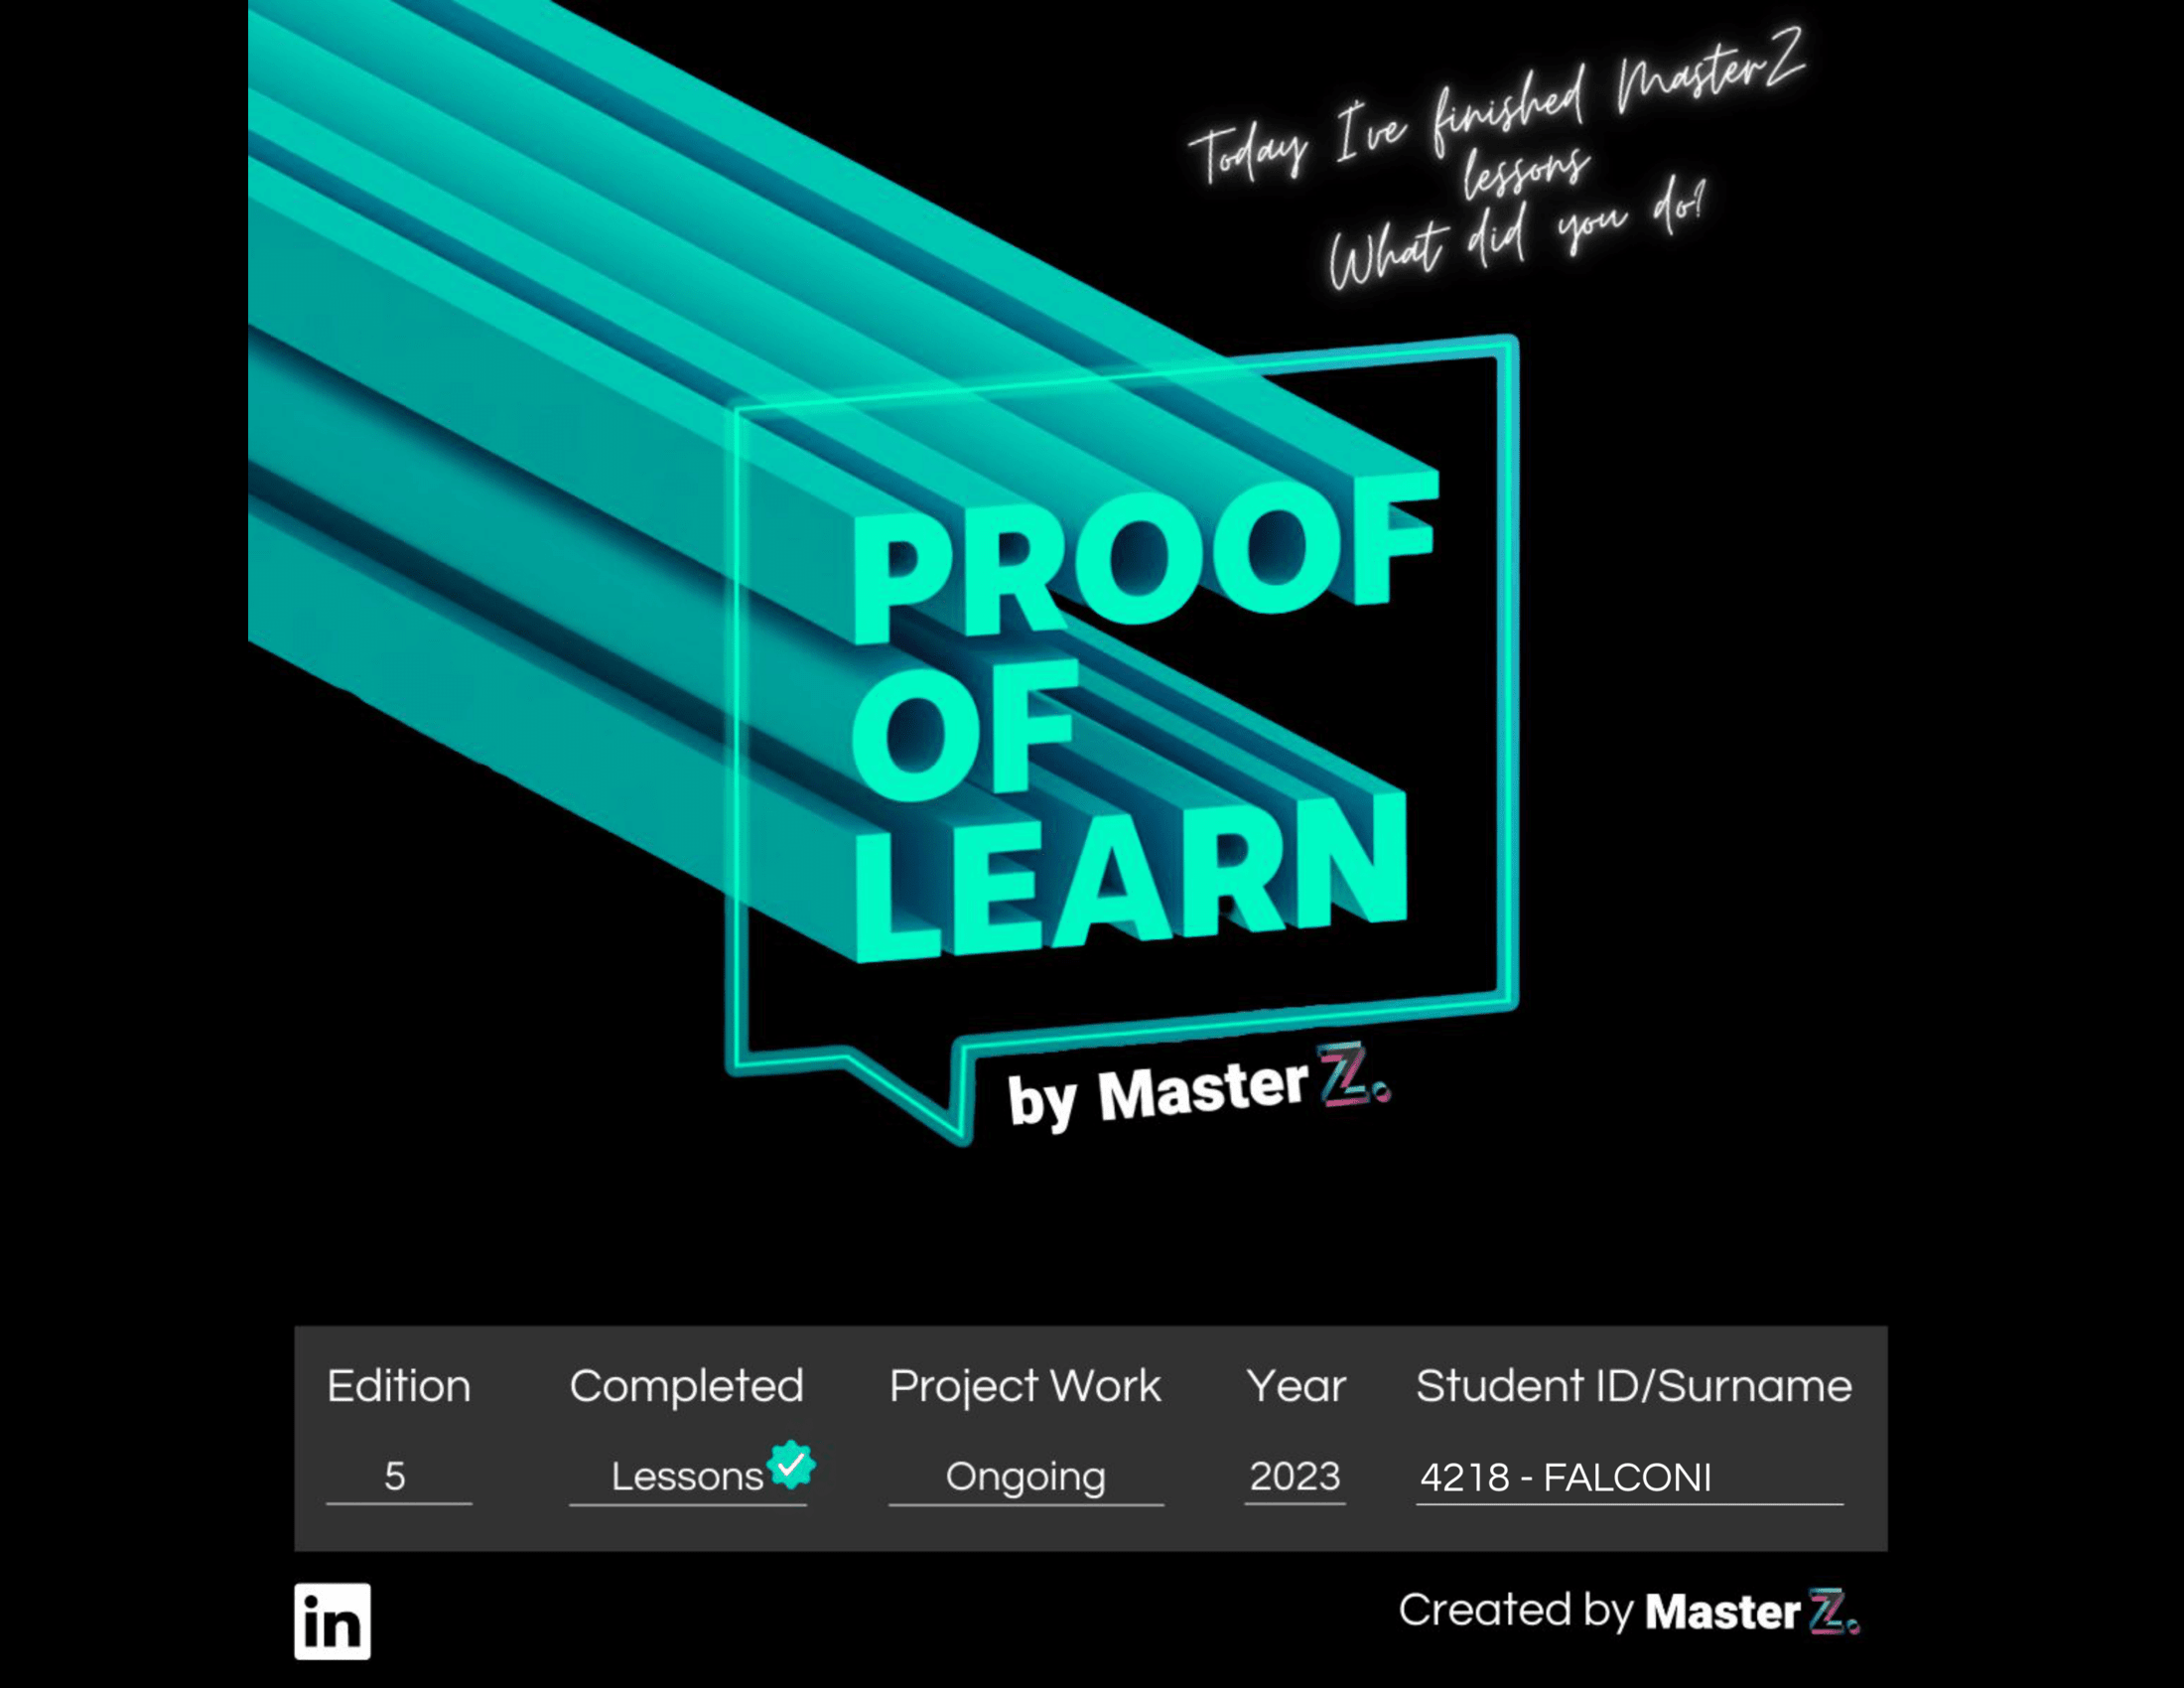 Today I've finished MasterZ
lessons
What did you do?
PROOF
OF
LEARN
by Master Z.
Edition Completed Project Work Year Student ID/Surname
5 Lessons Ongoing 2023 4218 - FALCONI
in
Created by Master Z.